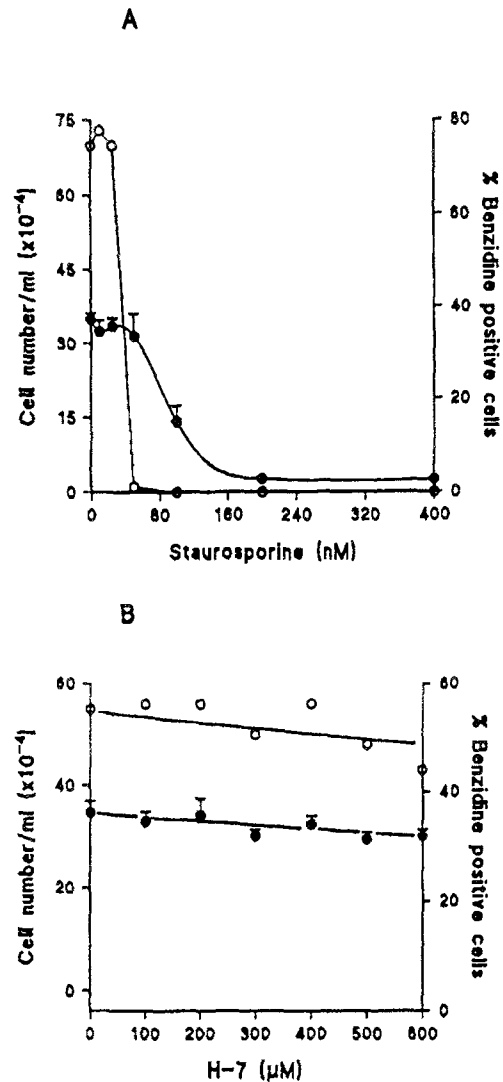 A
Cell number/ml (x10⁻⁴)
75
60
45
30
15
0
% Benzidine positive cells
80
60
40
20
0
0 80 160 240 320 400
Staurosporine (nM)
B
Cell number/ml (x10⁻⁴)
60
40
20
0
% Benzidine positive cells
60
40
20
0
0 100 200 300 400 500 600
H-7 (μM)